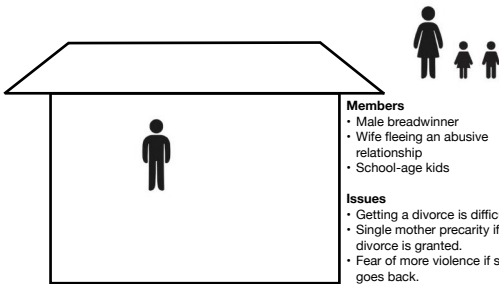 Members
• Male breadwinner
• Wife fleeing an abusive
relationship
• School-age kids
Issues
• Getting a divorce is
• Single mother precarity if
divorce is granted.
• Fear of more violence if
goes back.